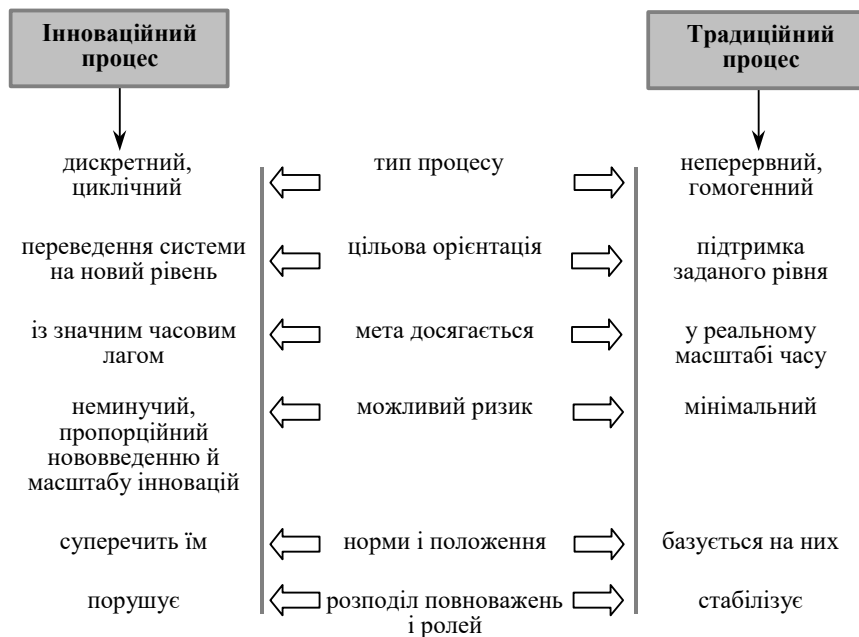 Інноваційний
процес
Традиційний
процес
дискретний,
циклічний
тип процесу
неперервний,
гомогенний
переведення системи
на новий рівень
цільова орієнтація
підтримка
заданого рівня
із значним часовим
лагом
мета досягається
у реальному
масштабі часу
неминучий,
пропорційний
нововведенню й
масштабу інновацій
можливий ризик
мінімальний
суперечить їм
норми і положення
базується на них
порушує
розподіл повноважень
і ролей
стабілізує